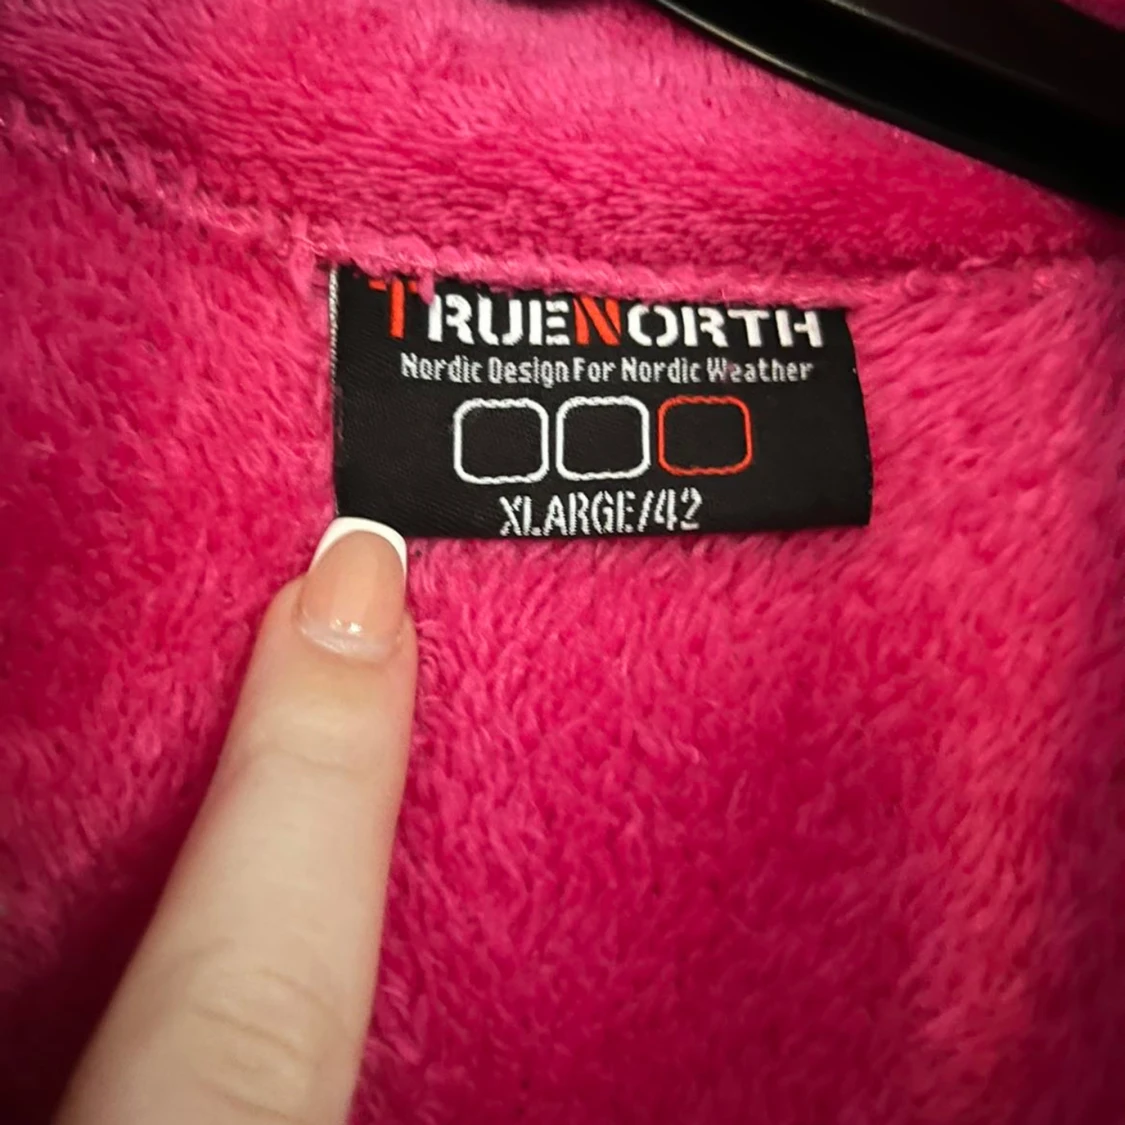 TRUENORTH
Nordic Design For Nordic Weather
XLARGE/42